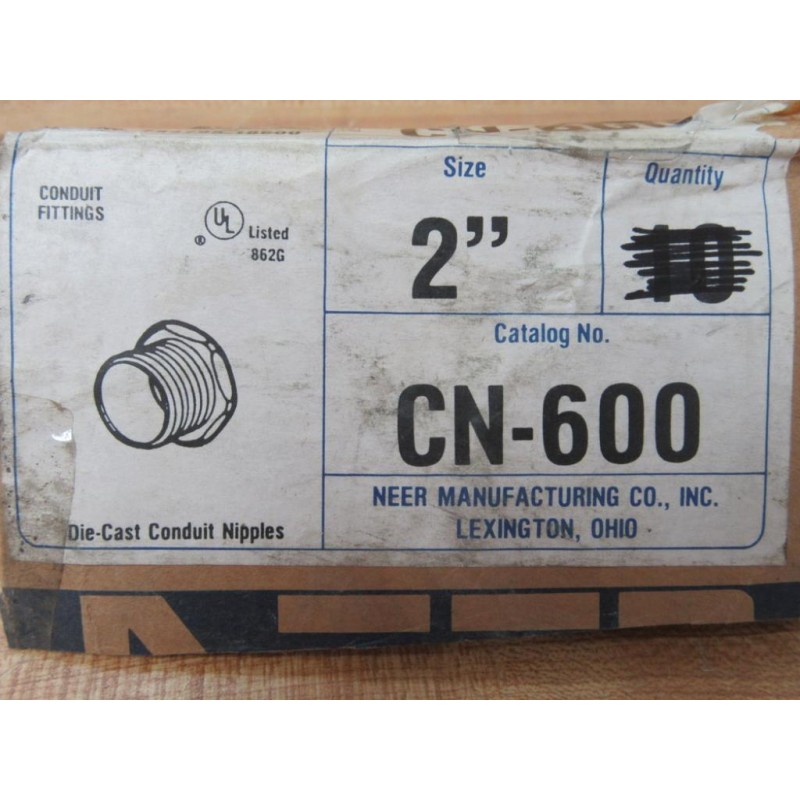 CONDUIT
FITTINGS
UL
® Listed
862G
Size
2”
Quantity
10
Catalog No.
CN-600
NEER MANUFACTURING CO., INC.
LEXINGTON, OHIO
Die-Cast Conduit Nipples